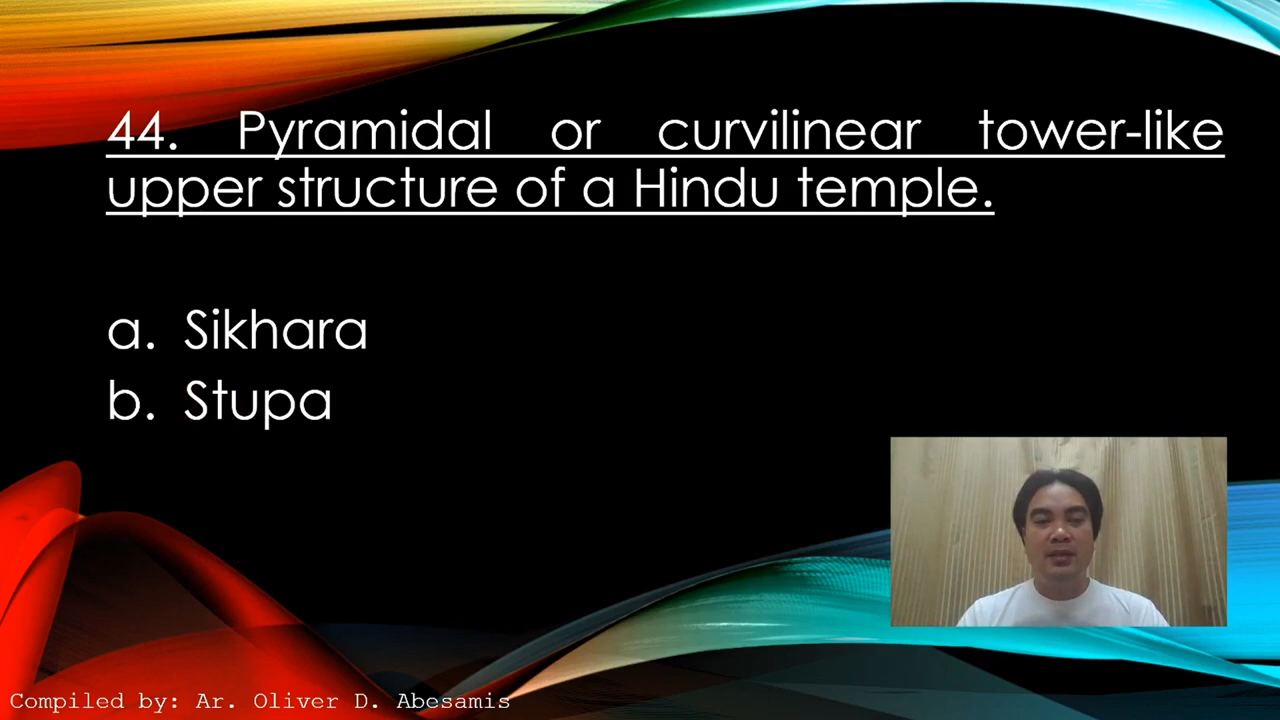 44. Pyramidal or curvilinear tower-like
upper structure of a Hindu temple.
a. Sikhara
b. Stupa
Compiled by: Ar. Oliver D. Abesamis